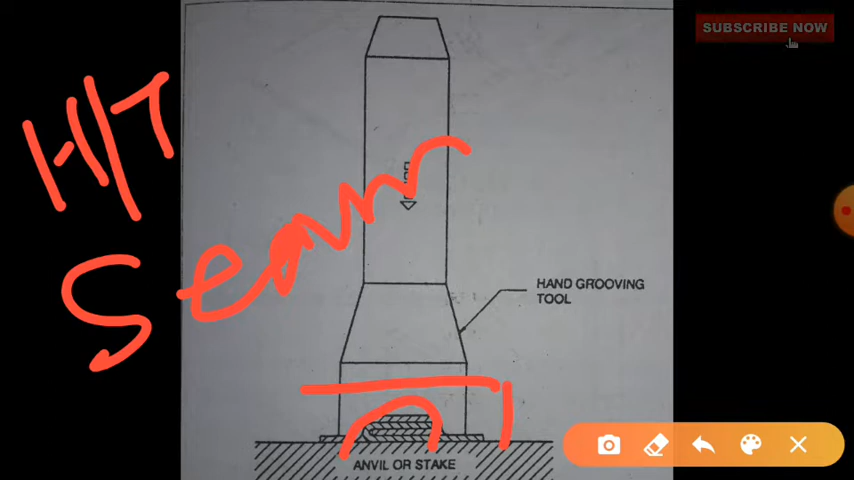 SUBSCRIBE NOW
H/T
Seam
HAND GROOVING
TOOL
ANVIL OR STAKE